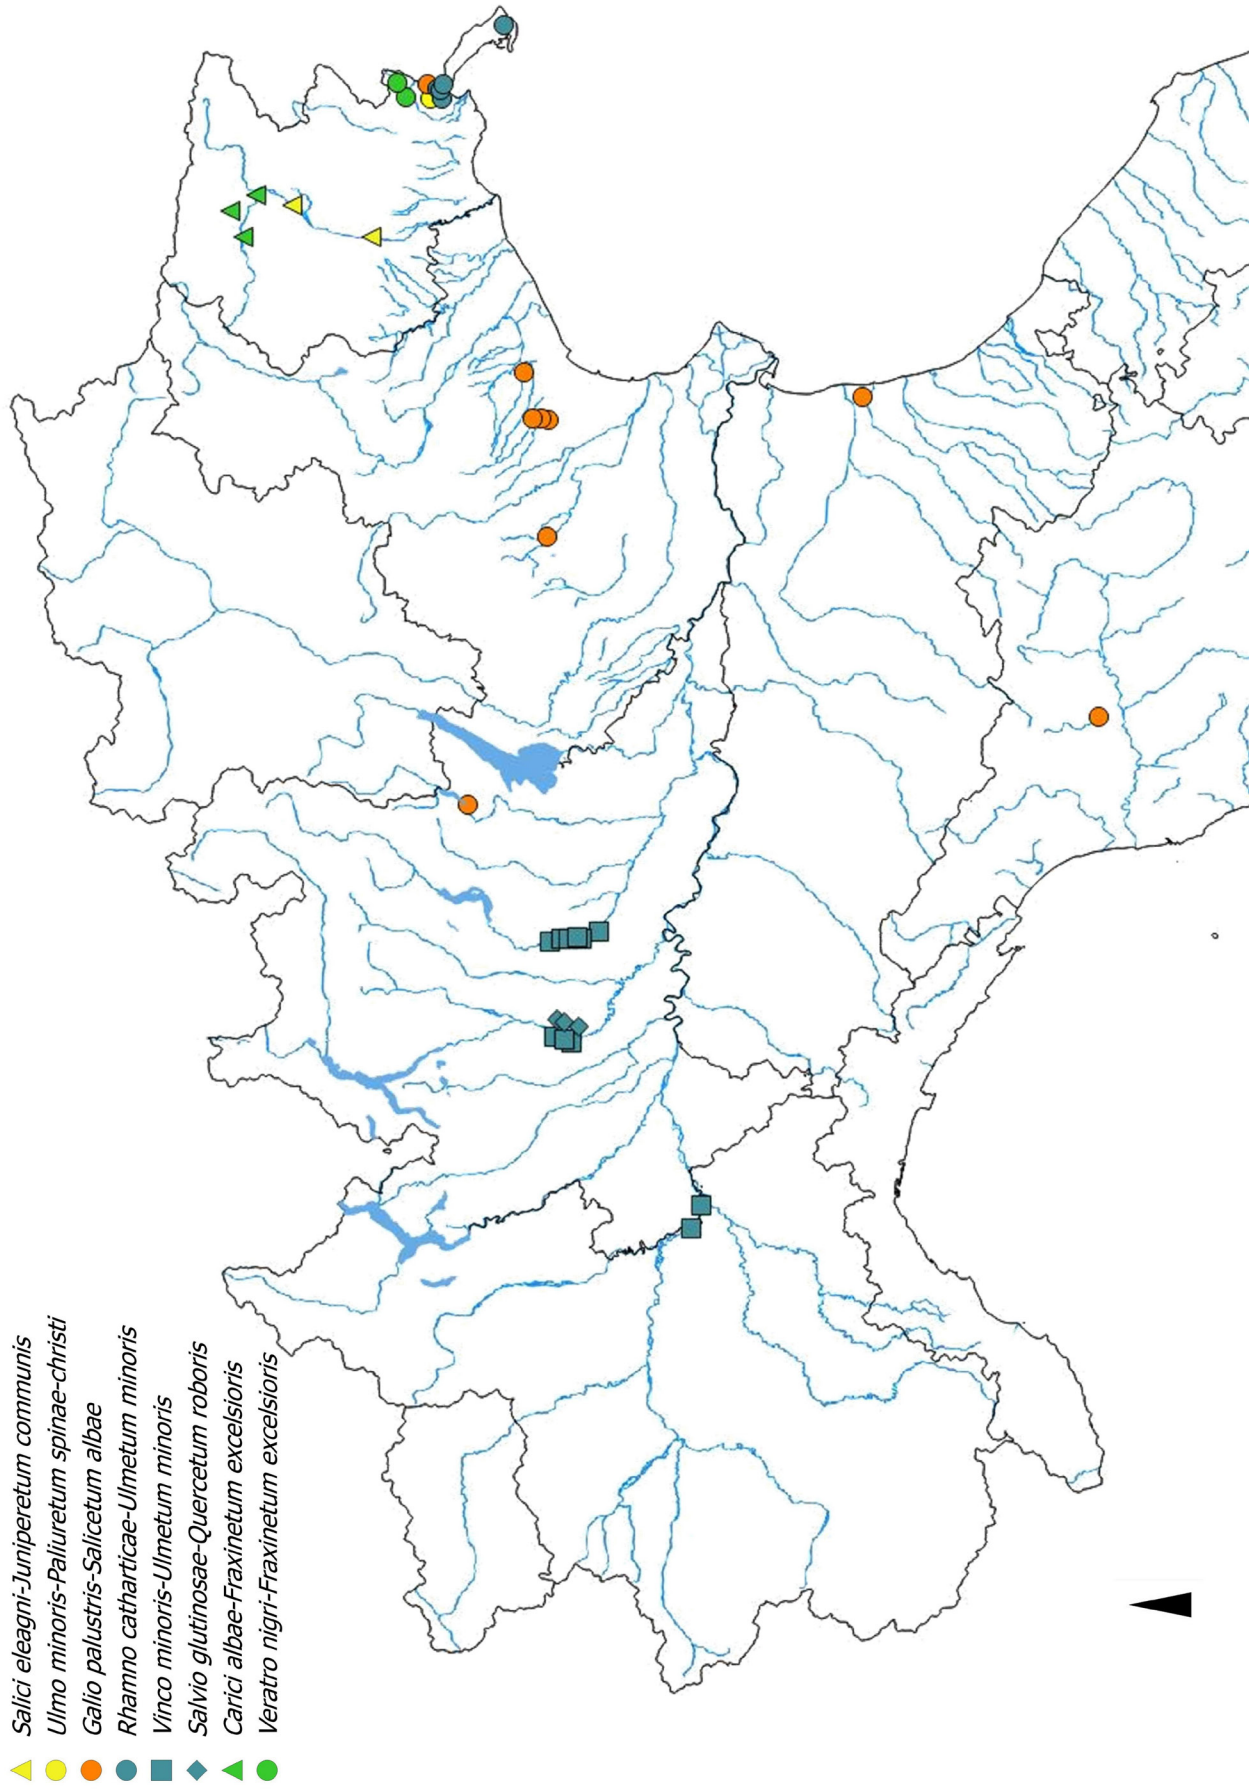 Salici eleagni-Juniperetum communis
Ulmo minoris-Paliuretum spinae-christi
Galio palustris-Salicetum albae
Rhamno catharticae-Ulmetum minoris
Vinco minoris-Ulmetum minoris
Salvio glutinosae-Quercetum roboris
Carici albae-Fraxinetum excelsioris
Veratro nigri-Fraxinetum excelsioris